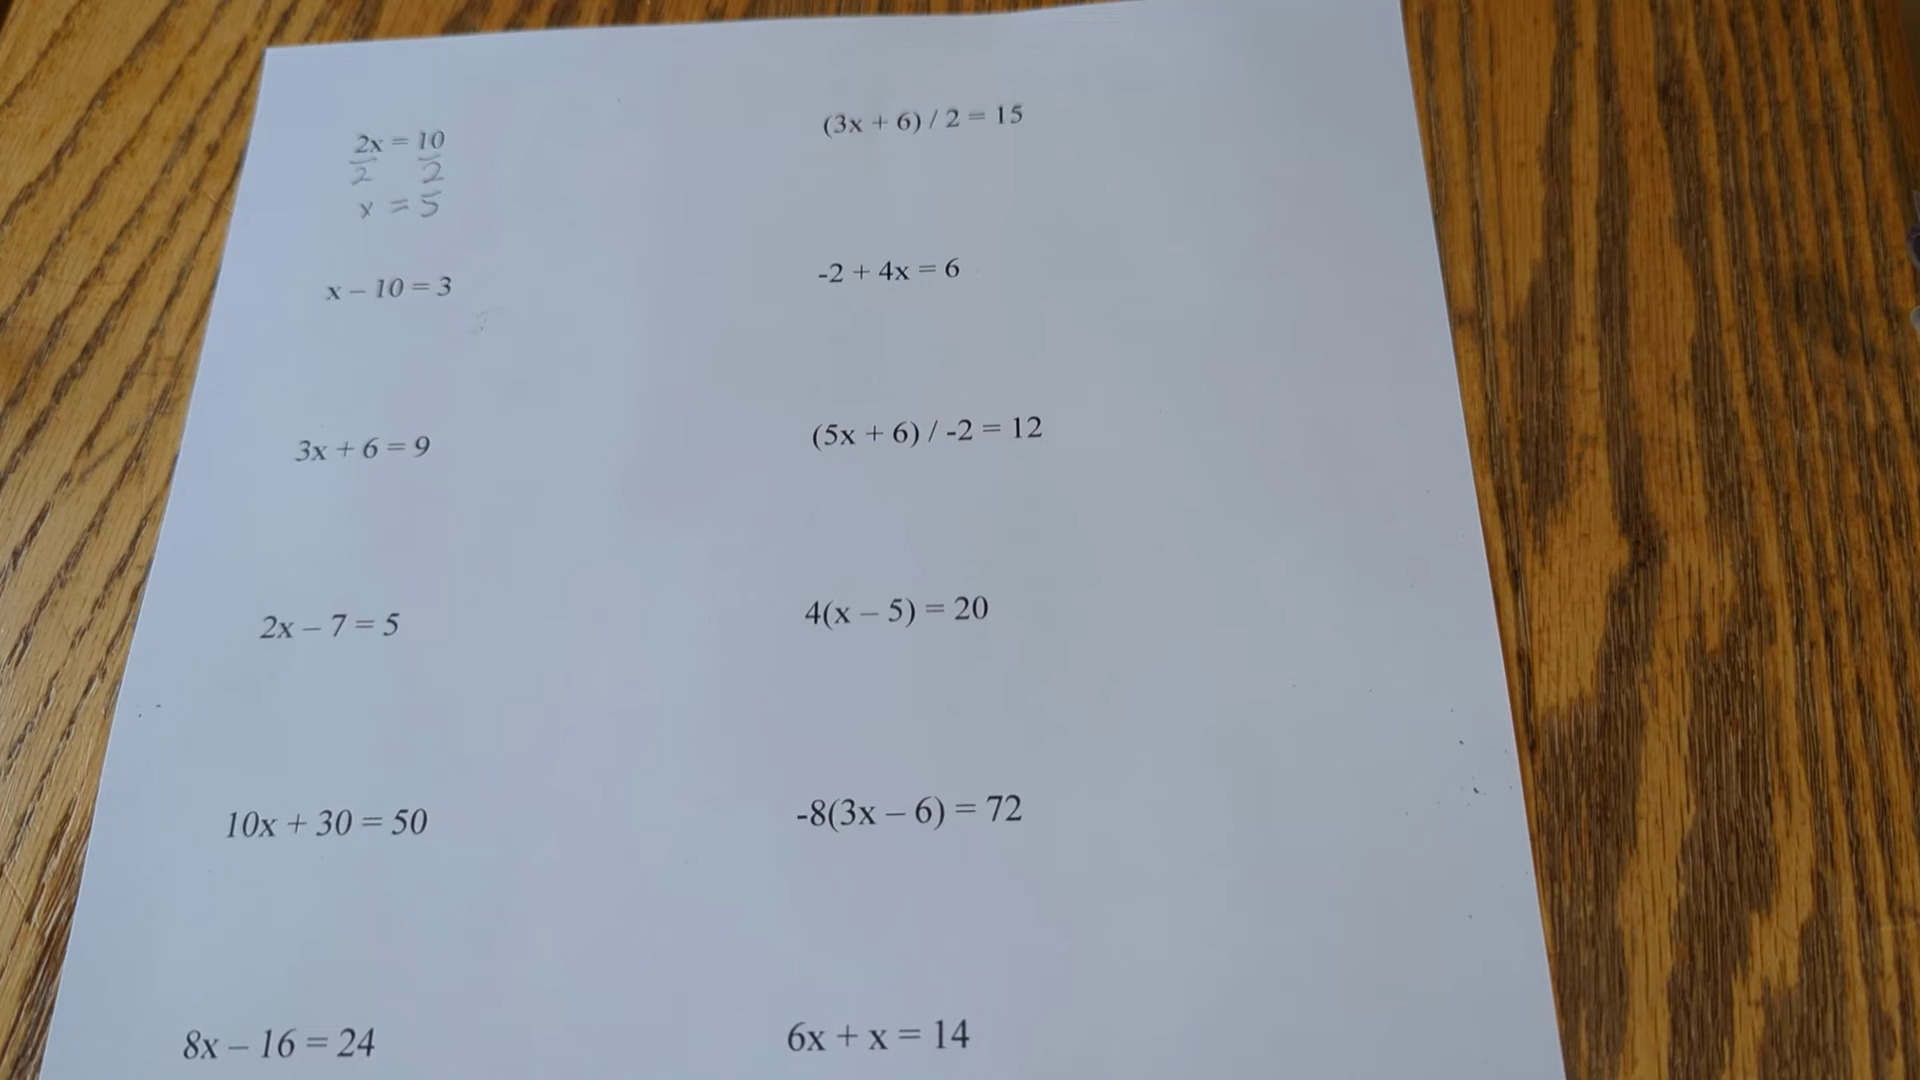 2x = 10
2 2
x = 5
x – 10 = 3
3x + 6 = 9
2x – 7 = 5
10x + 30 = 50
8x – 16 = 24
(3x + 6) / 2 = 15
-2 + 4x = 6
(5x + 6) / -2 = 12
4(x – 5) = 20
-8(3x – 6) = 72
6x + x = 14